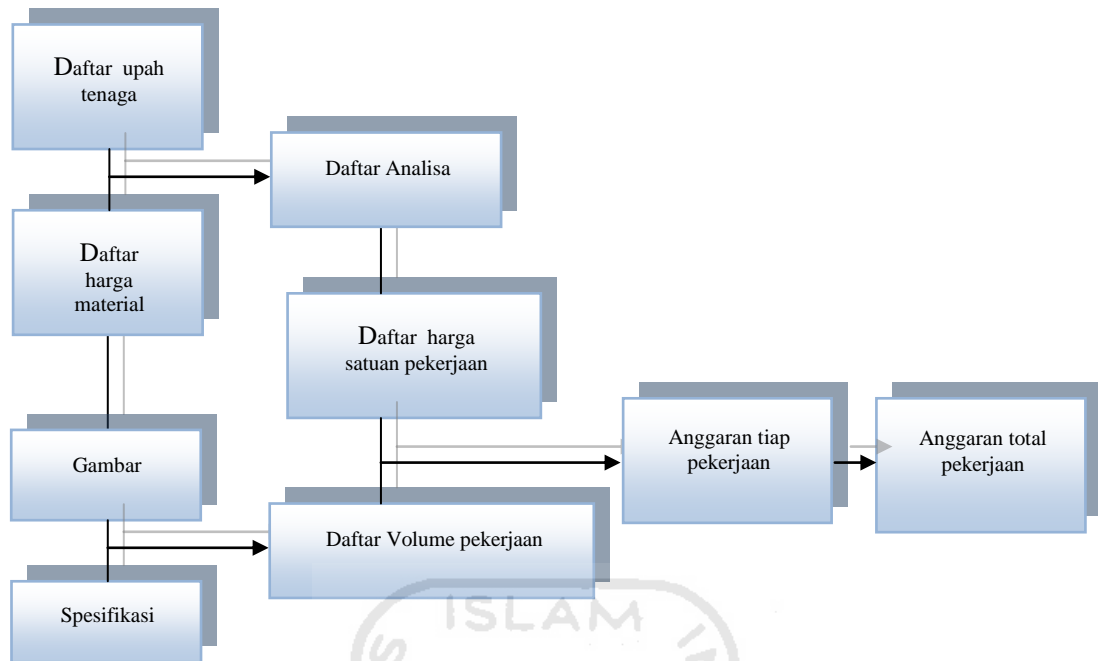 Daftar upah
tenaga
Daftar Analisa
Daftar
harga
material
Daftar harga
satuan pekerjaan
Gambar
Anggaran tiap
pekerjaan
Anggaran total
pekerjaan
Daftar Volume pekerjaan
Spesifikasi
ISLAM